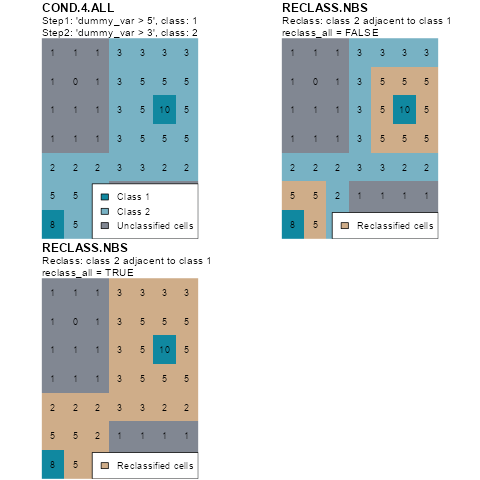 COND.4.ALL
Step1: 'dummy_var > 5', class: 1
Step2: 'dummy_var > 3', class: 2
1 1 1 3 3 3 3
1 0 1 3 5 5 5
1 1 1 3 5 10 5
1 1 1 3 5 5 5
2 2 2 3 3 2 2
5 5
8 5
Class 1
Class 2
Unclassified cells
RECLASS.NBS
Reclass: class 2 adjacent to class 1
reclass_all = FALSE
1 1 1 3 3 3 3
1 0 1 3 5 5 5
1 1 1 3 5 10 5
1 1 1 3 5 5 5
2 2 2 3 3 2 2
5 5 2 1 1 1 1
8 5
Reclassified cells
RECLASS.NBS
Reclass: class 2 adjacent to class 1
reclass_all = TRUE
1 1 1 3 3 3 3
1 0 1 3 5 5 5
1 1 1 3 5 10 5
1 1 1 3 5 5 5
2 2 2 3 3 2 2
5 5 2 1 1 1 1
8 5
Reclassified cells